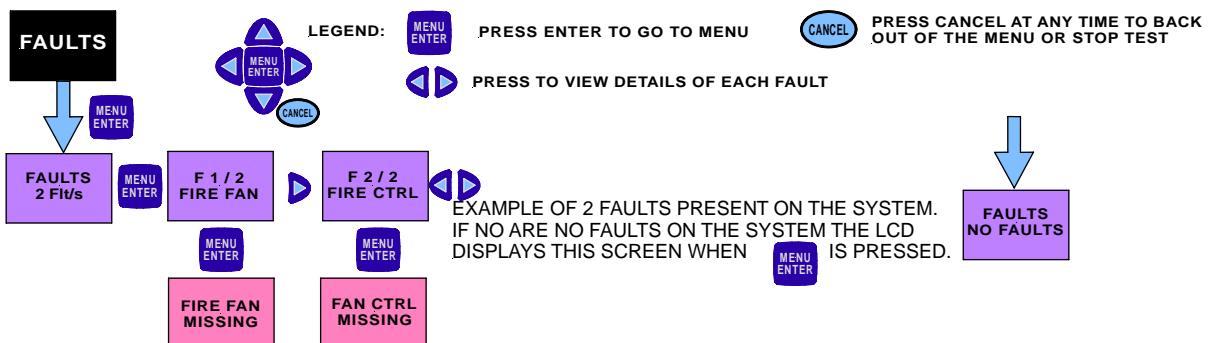 FAULTS
MENU
ENTER
CANCEL
LEGEND:
MENU
ENTER
PRESS ENTER TO GO TO MENU
PRESS TO VIEW DETAILS OF EACH FAULT
CANCEL
PRESS CANCEL AT ANY TIME TO BACK
OUT OF THE MENU OR STOP TEST
MENU
ENTER
FAULTS
2 Flt/s
MENU
ENTER
F 1 / 2
FIRE FAN
F 2 / 2
FIRE CTRL
MENU
ENTER
MENU
ENTER
FIRE FAN
MISSING
FAN CTRL
MISSING
EXAMPLE OF 2 FAULTS PRESENT ON THE SYSTEM.
IF NO ARE NO FAULTS ON THE SYSTEM THE LCD
DISPLAYS THIS SCREEN WHEN MENU ENTER IS PRESSED.
FAULTS
NO FAULTS